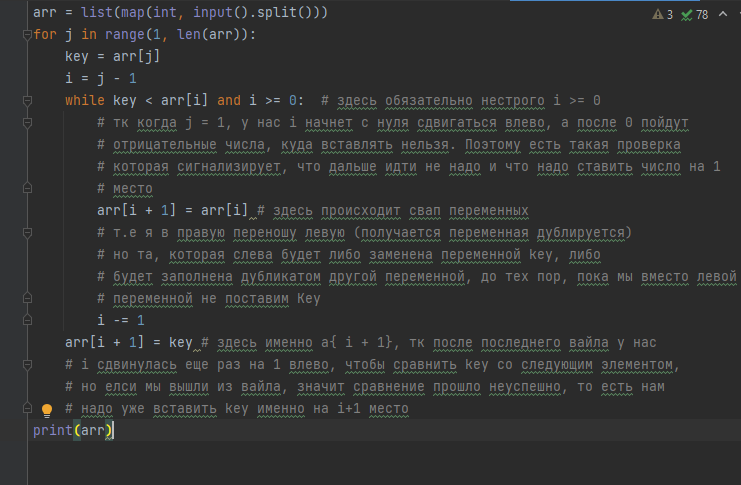 arr = list(map(int, input().split()))
3 78
for j in range(1, len(arr)):
key = arr[j]
i = j - 1
while key < arr[i] and i >= 0: # здесь обязательно нестрого i >= 0
# тк когда j = 1, у нас i начнет с нуля сдвигаться влево, а после 0 пойдут
# отрицательные числа, куда вставлять нельзя. Поэтому есть такая проверка
# которая сигнализирует, что дальше идти не надо и что надо ставить число на 1
# место
arr[i + 1] = arr[i] # здесь происходит свап переменных
# т.е я в правую переношу левую (получается переменная дублируется)
# но та, которая слева будет либо заменена переменной key, либо
# будет заполнена дубликатом другой переменной, до тех пор, пока мы вместо левой
# переменной не поставим Key
i -= 1
arr[i + 1] = key # здесь именно a{ i + 1}, тк после последнего вайла у нас
# i сдвинулась еще раз на 1 влево, чтобы сравнить key со следующим элементом,
# но елси мы вышли из вайла, значит сравнение прошло неуспешно, то есть нам
# надо уже вставить key именно на i+1 место
print(arr)